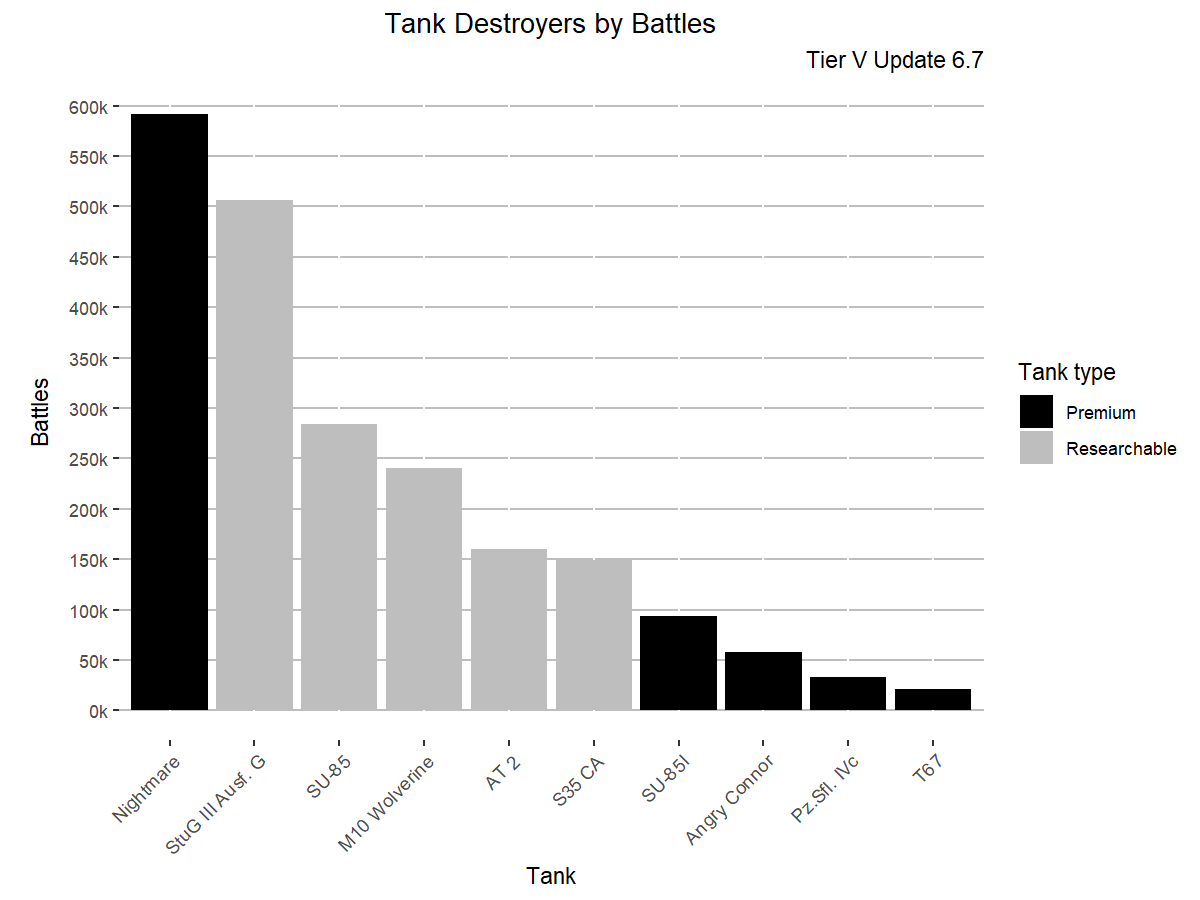 Tank Destroyers by Battles
Tier V Update 6.7
600k
550k
500k
450k
400k
350k
300k
250k
200k
150k
100k
50k
0k
Battles
Nightmare
StuG III Ausf. G
SU-85
M10 Wolverine
AT 2
S35 CA
SU-85I
Angry Connor
Pz.Sfl. IVc
T67
Tank
Tank type
Premium
Researchable